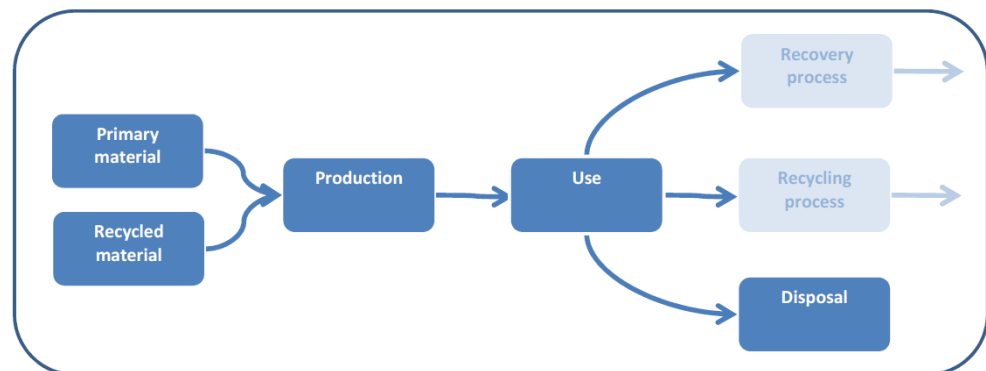 Primary
material
Recycled
material
Production
Use
Recovery
process
Recycling
process
Disposal